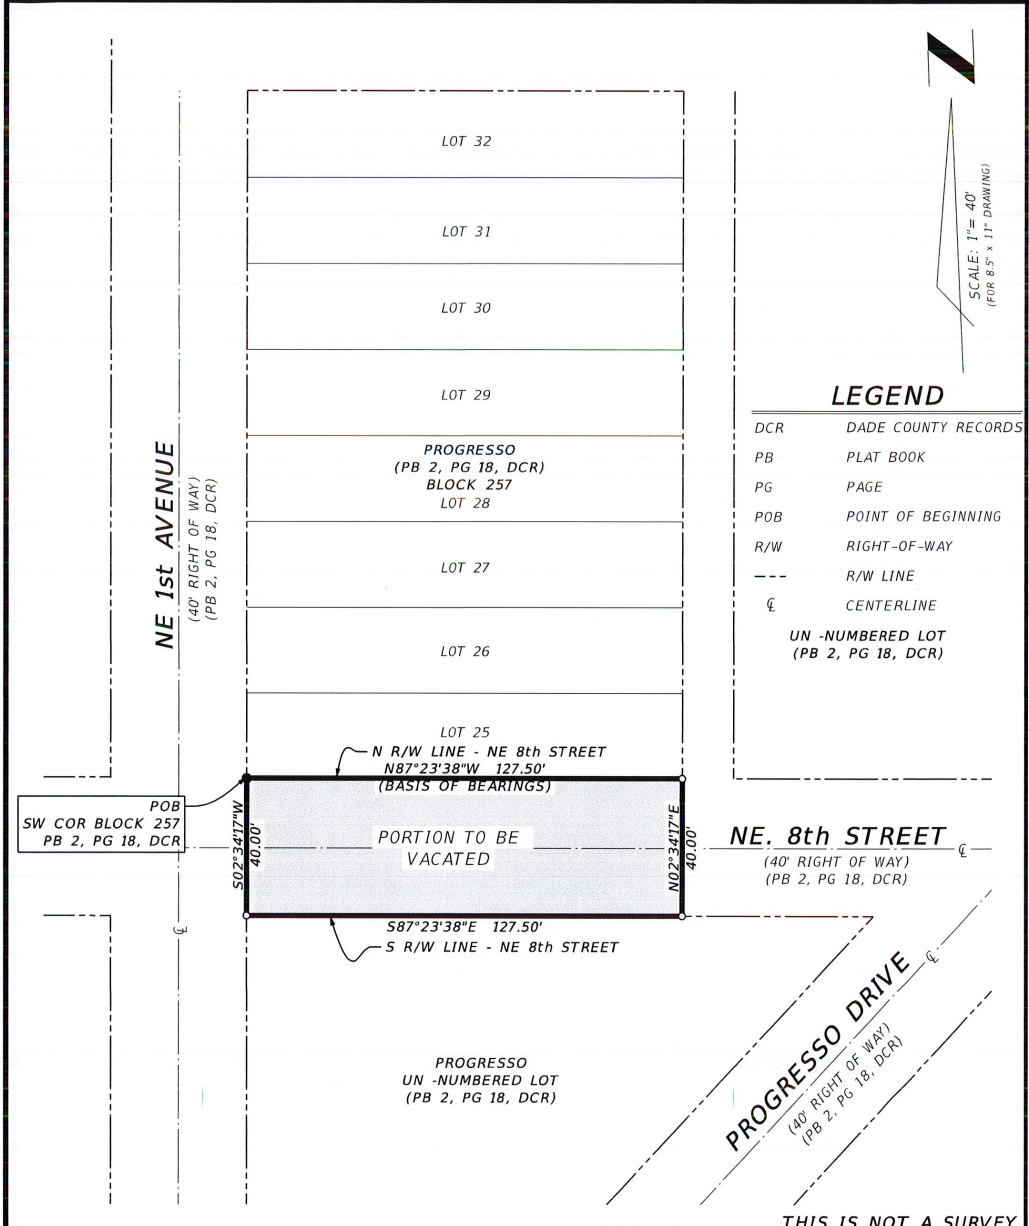 N
SCALE: 1"= 40'
(FOR 8.5" x 11" DRAWING)
LOT 32
LOT 31
LOT 30
LOT 29
PROGRESSO
(PB 2, PG 18, DCR)
BLOCK 257
LOT 28
LOT 27
LOT 26
LOT 25
NE 1st AVENUE
(40' RIGHT OF WAY)
(PB 2, PG 18, DCR)
LEGEND
DCR DADE COUNTY RECORDS
PB PLAT BOOK
PG PAGE
POB POINT OF BEGINNING
R/W RIGHT-OF-WAY
--- R/W LINE
℄ CENTERLINE
UN -NUMBERED LOT
(PB 2, PG 18, DCR)
N R/W LINE - NE 8th STREET
N87°23'38"W 127.50'
(BASIS OF BEARINGS)
POB
SW COR BLOCK 257
PB 2, PG 18, DCR
S02°34'17"W
40.00'
PORTION TO BE
VACATED
N02°34'17"E
40.00'
NE. 8th STREET
℄
(40' RIGHT OF WAY)
(PB 2, PG 18, DCR)
S87°23'38"E 127.50'
S R/W LINE - NE 8th STREET
℄
PROGRESSO DRIVE
℄
(40' RIGHT OF WAY)
(PB 2, PG 18, DCR)
PROGRESSO
UN -NUMBERED LOT
(PB 2, PG 18, DCR)
THIS IS NOT A SURVEY